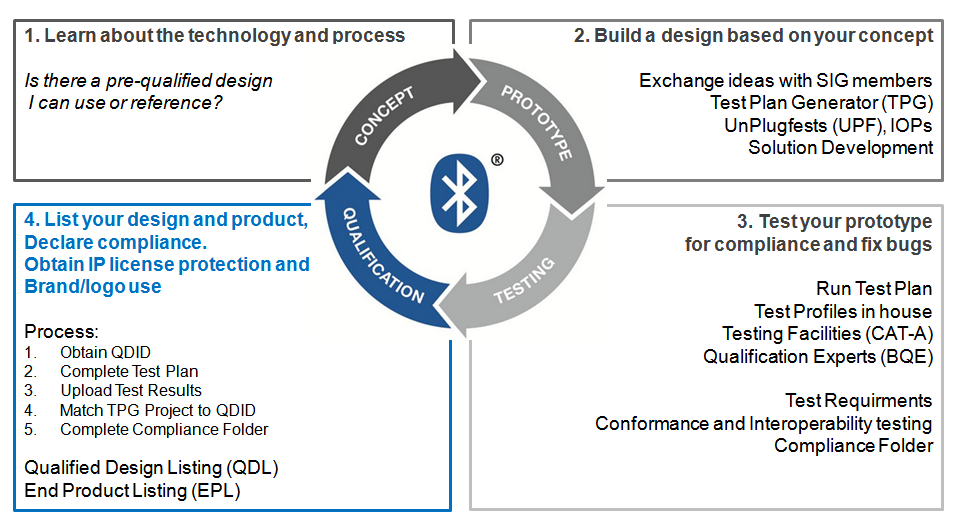 1. Learn about the technology and process
Is there a pre-qualified design
I can use or reference?
2. Build a design based on your concept
Exchange ideas with SIG members
Test Plan Generator (TPG)
UnPlugfests (UPF), IOPs
Solution Development
CONCEPT
PROTOTYPE
TESTING
QUALIFICATION
®
3. Test your prototype
for compliance and fix bugs
Run Test Plan
Test Profiles in house
Testing Facilities (CAT-A)
Qualification Experts (BQE)
Test Requirments
Conformance and Interoperability testing
Compliance Folder
4. List your design and product,
Declare compliance.
Obtain IP license protection and
Brand/logo use
Process:
1. Obtain QDID
2. Complete Test Plan
3. Upload Test Results
4. Match TPG Project to QDID
5. Complete Compliance Folder
Qualified Design Listing (QDL)
End Product Listing (EPL)